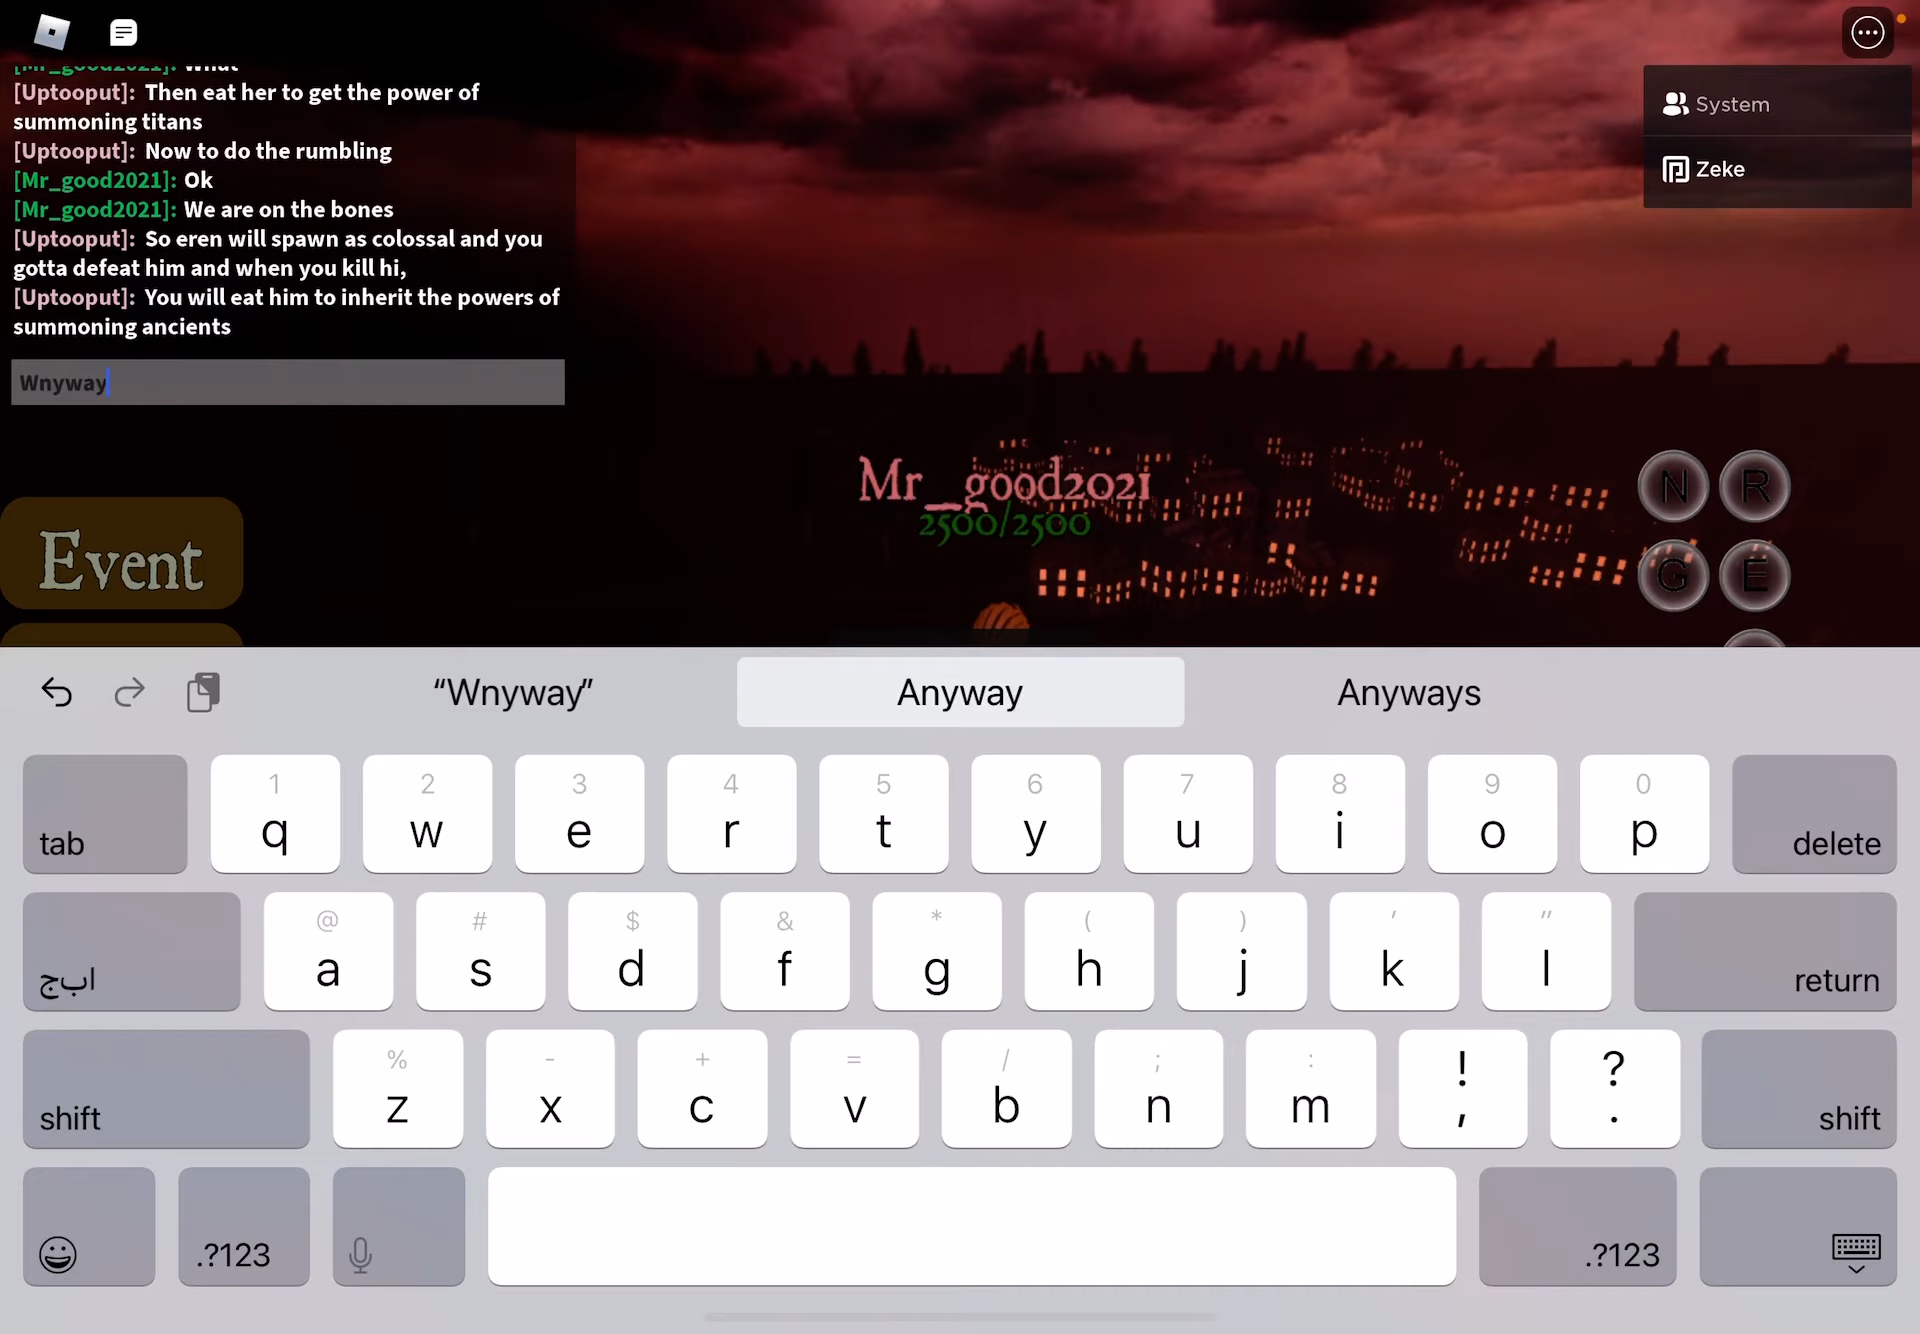 [Mr_good2021]: What
[Uptooput]: Then eat her to get the power of
summoning titans
[Uptooput]: Now to do the rumbling
[Mr_good2021]: Ok
[Mr_good2021]: We are on the bones
[Uptooput]: So eren will spawn as colossal and you
gotta defeat him and when you kill hi,
[Uptooput]: You will eat him to inherit the powers of
summoning ancients
Wnyway
System
Zeke
Mr_good2021
2500/2500
Event
N R
G E
“Wnyway” Anyway Anyways
tab 1 q 2 w 3 e 4 r 5 t 6 y 7 u 8 i 9 o 0 p delete
ابج @ a # s $ d & f * g ( h ) j ' k " l return
shift % z - x + c = v / b ; n : m ! , ? . shift
.?123 .?123